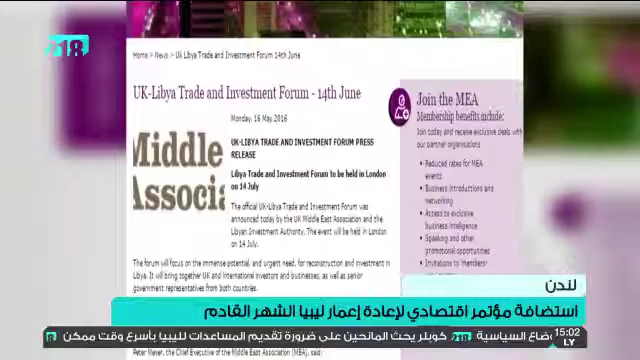 218
Home > News > Uk Libya Trade and Investment Forum 14th June
UK-Libya Trade and Investment Forum - 14th June
Monday, 16 May 2016
Middle
Associa
UK-LIBYA TRADE AND INVESTMENT FORUM PRESS
RELEASE
Libya Trade and Investment Forum to be held in London
on 14 July
The official UK-Libya Trade and Investment Forum was
announced today by the UK Middle East Association and the
Libyan Investment Authority. The event will be held in London
on 14 July.
The forum will focus on the immense potential, and urgent need, for reconstruction and investment in
Libya. It will bring together UK and international investors and businesses, as well as senior
government representatives from both countries.
Join the MEA
Membership benefits include:
Join today and receive exclusive deals with
our partner organisations
• Reduced rates for MEA
events
• Business introductions and
networking
• Access to exclusive
business intelligence
• Speaking and other
promotional opportunities
• Invitations to 'members-
لندن
استضافة مؤتمر اقتصادي لإعادة إعمار ليبيا الشهر القادم
15:02
LY
ضاع السياسية 218 كوبلر يحث المانحين على ضرورة تقديم المساعدات لليبيا بأسرع وقت ممكن 218
Peter Meyer, the Chief Executive of the Middle East Association (MEA), said